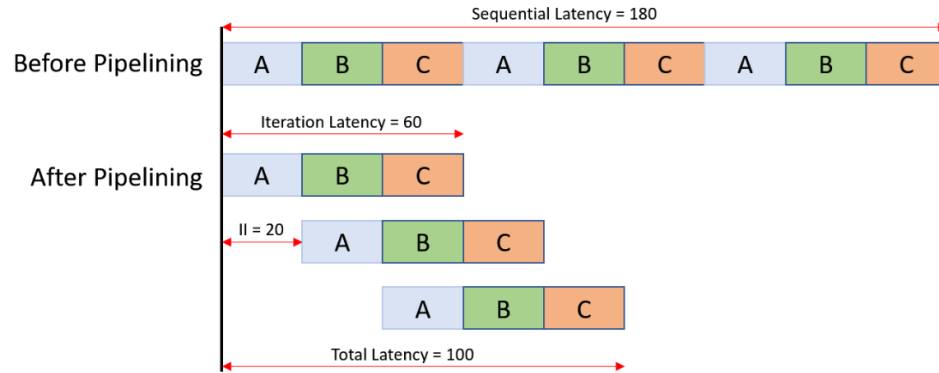 Sequential Latency = 180
Before Pipelining
A B C A B C A B C
Iteration Latency = 60
After Pipelining
A B C
II = 20
A B C
A B C
Total Latency = 100